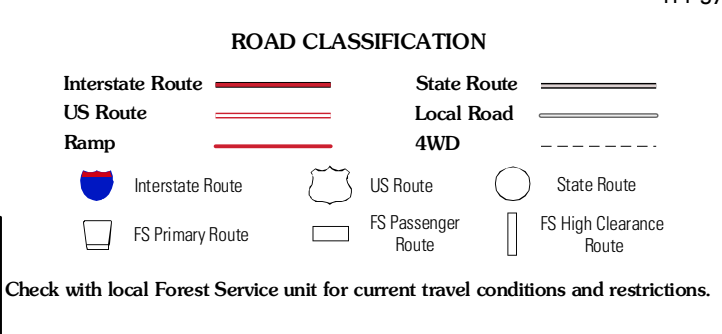 ROAD CLASSIFICATION
Interstate Route
State Route
US Route
Local Road
Ramp
4WD
Interstate Route
US Route
State Route
FS Primary Route
FS Passenger
Route
FS High Clearance
Route
Check with local Forest Service unit for current travel conditions and restrictions.